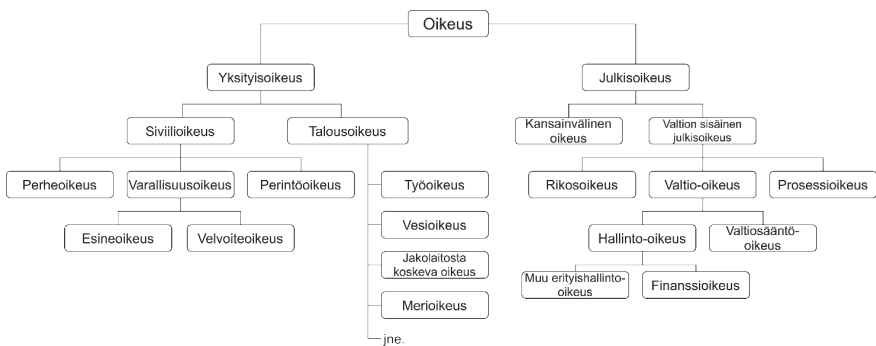 Oikeus
Yksityisoikeus
Julkisoikeus
Siviilioikeus
Talousoikeus
Kansainvälinen
oikeus
Valtion sisäinen
julkisoikeus
Perheoikeus
Varallisuusoikeus
Perintöoikeus
Työoikeus
Rikosoikeus
Valtio-oikeus
Prosessioikeus
Esineoikeus
Velvoiteoikeus
Vesioikeus
Hallinto-oikeus
Valtiosääntö-
oikeus
Jakolaitosta
koskeva oikeus
Muu erityishallinto-
oikeus
Finanssioikeus
Merioikeus
jne.